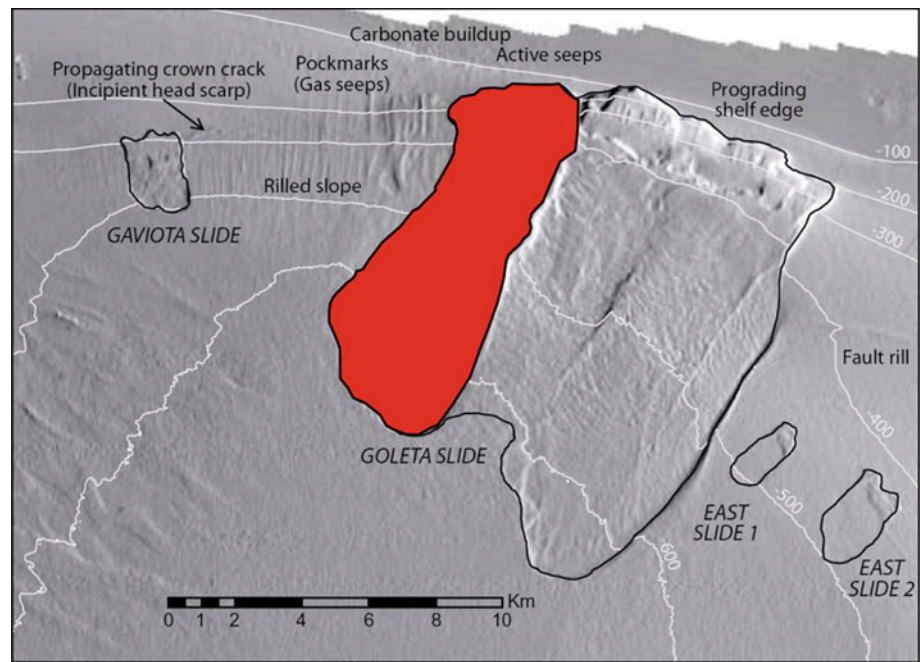 Carbonate buildup
Active seeps
Propagating crown crack
(Incipient head scarp)
Pockmarks
(Gas seeps)
Prograding
shelf edge
-100
-200
-300
Rilled slope
GAVIOTA SLIDE
Fault rill
-400
GOLETA SLIDE
-500
EAST
SLIDE 1
-600
EAST
SLIDE 2
Km
0 1 2 4 6 8 10